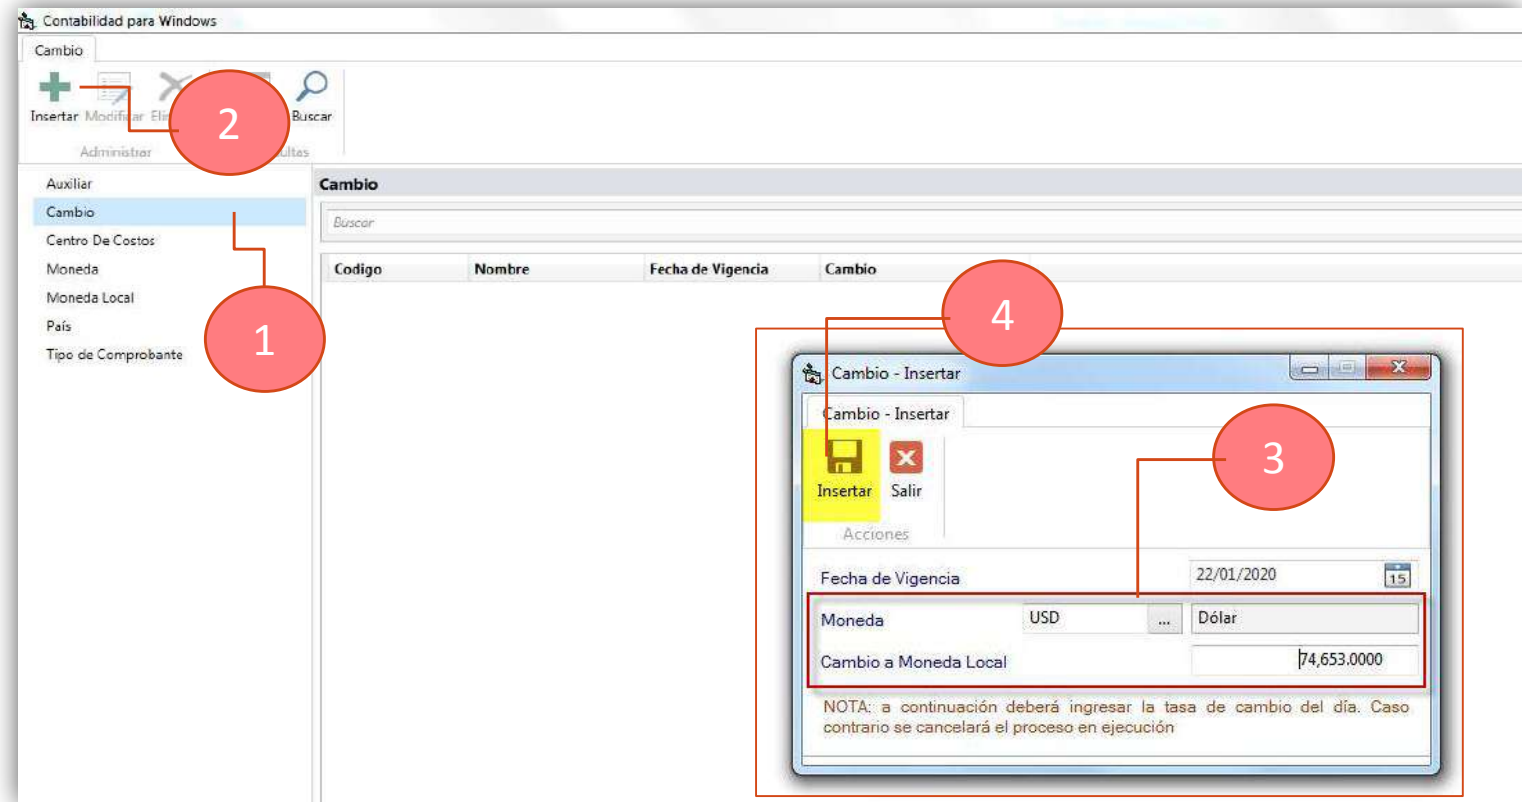 Contabilidad para Windows
Cambio
Insertar Modificar Buscar
2
Administrar
Auxiliar
Cambio
Centro De Costos
Moneda
Moneda Local
País
Tipo de Comprobante
1
Cambio
Buscar
Codigo Nombre Fecha de Vigencia Cambio
4
Cambio - Insertar
Cambio - Insertar
3
Insertar Salir
Acciones
Fecha de Vigencia 22/01/2020 15
Moneda USD ... Dólar
Cambio a Moneda Local 74,653.0000
NOTA: a continuación deberá ingresar la tasa de cambio del día. Caso
contrario se cancelará el proceso en ejecución